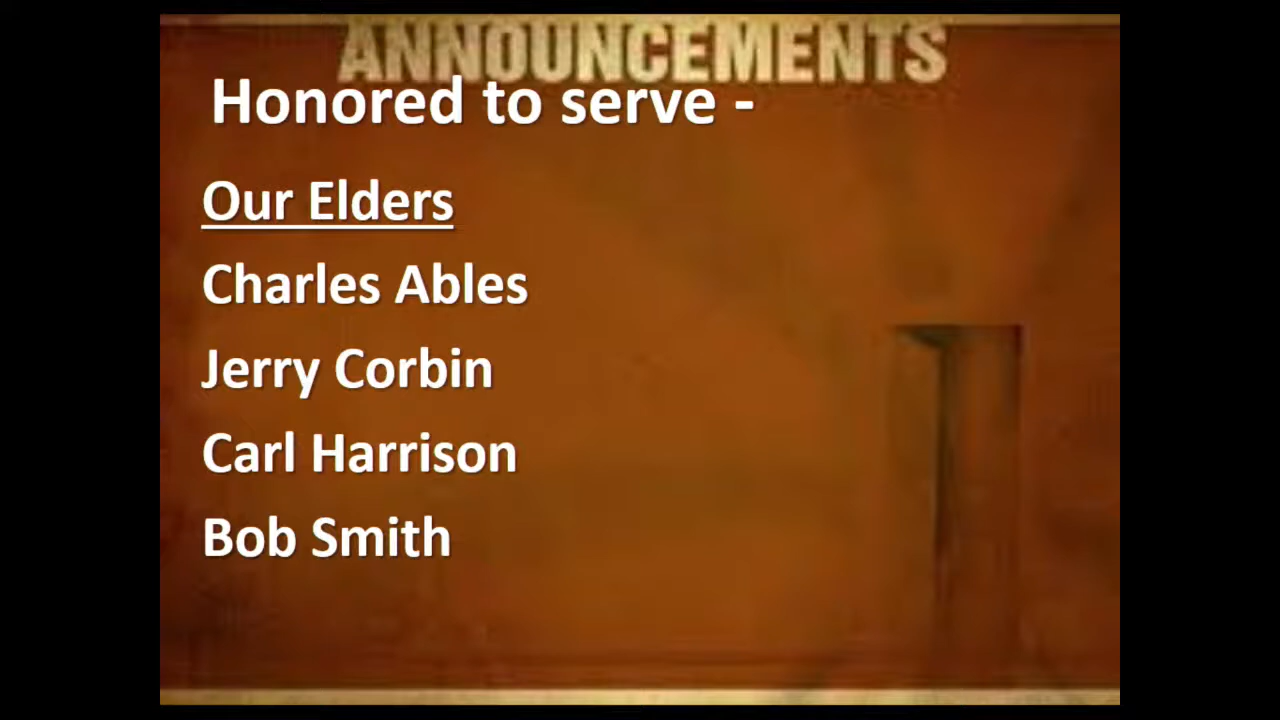 ANNOUNCEMENTS
Honored to serve -
Our Elders
Charles Ables
Jerry Corbin
Carl Harrison
Bob Smith